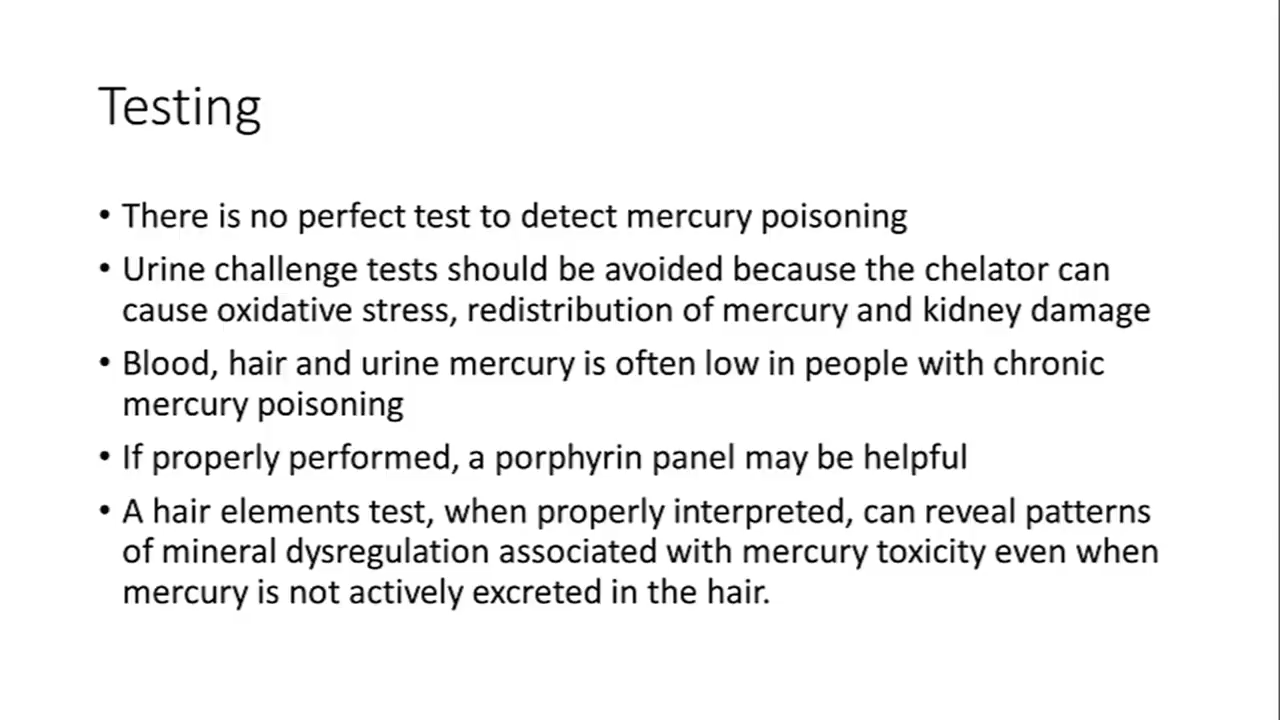 Testing
• There is no perfect test to detect mercury poisoning
• Urine challenge tests should be avoided because the chelator can
cause oxidative stress, redistribution of mercury and kidney damage
• Blood, hair and urine mercury is often low in people with chronic
mercury poisoning
• If properly performed, a porphyrin panel may be helpful
• A hair elements test, when properly interpreted, can reveal patterns
of mineral dysregulation associated with mercury toxicity even when
mercury is not actively excreted in the hair.